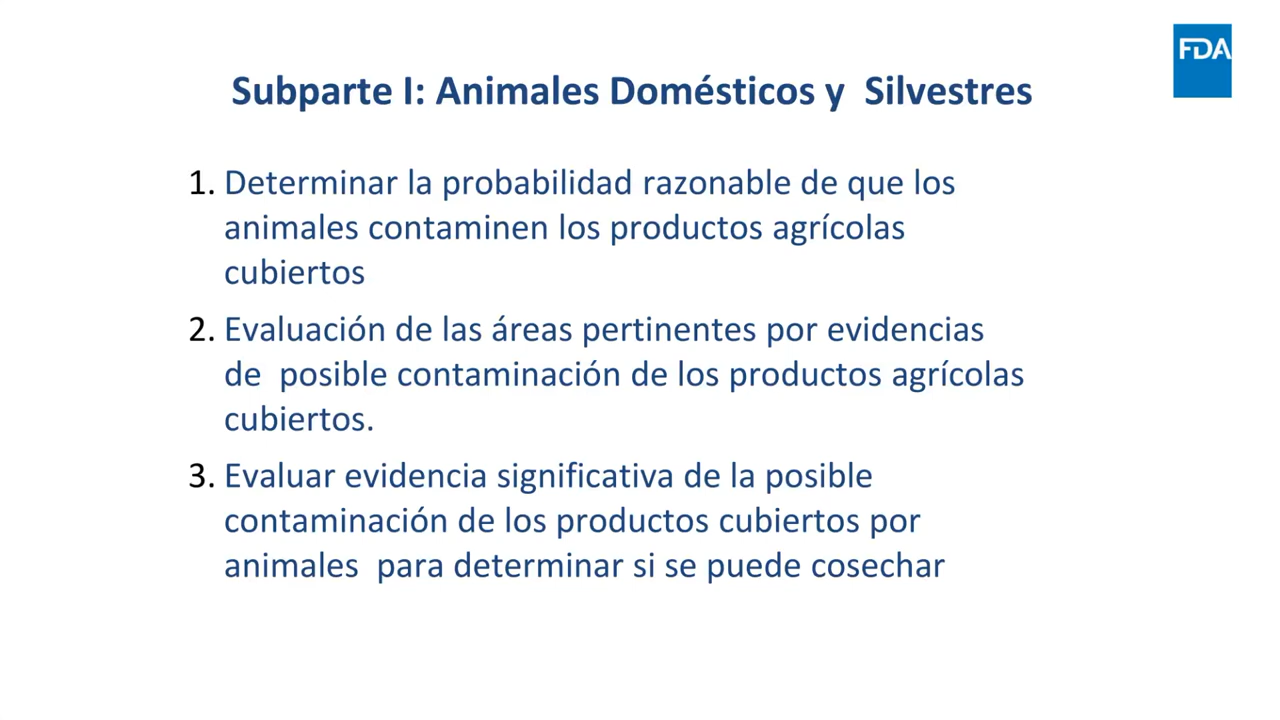 FDA
Subparte I: Animales Domésticos y  Silvestres
1. Determinar la probabilidad razonable de que los
animales contaminen los productos agrícolas
cubiertos
2. Evaluación de las áreas pertinentes por evidencias
de  posible contaminación de los productos agrícolas
cubiertos.
3. Evaluar evidencia significativa de la posible
contaminación de los productos cubiertos por
animales  para determinar si se puede cosechar